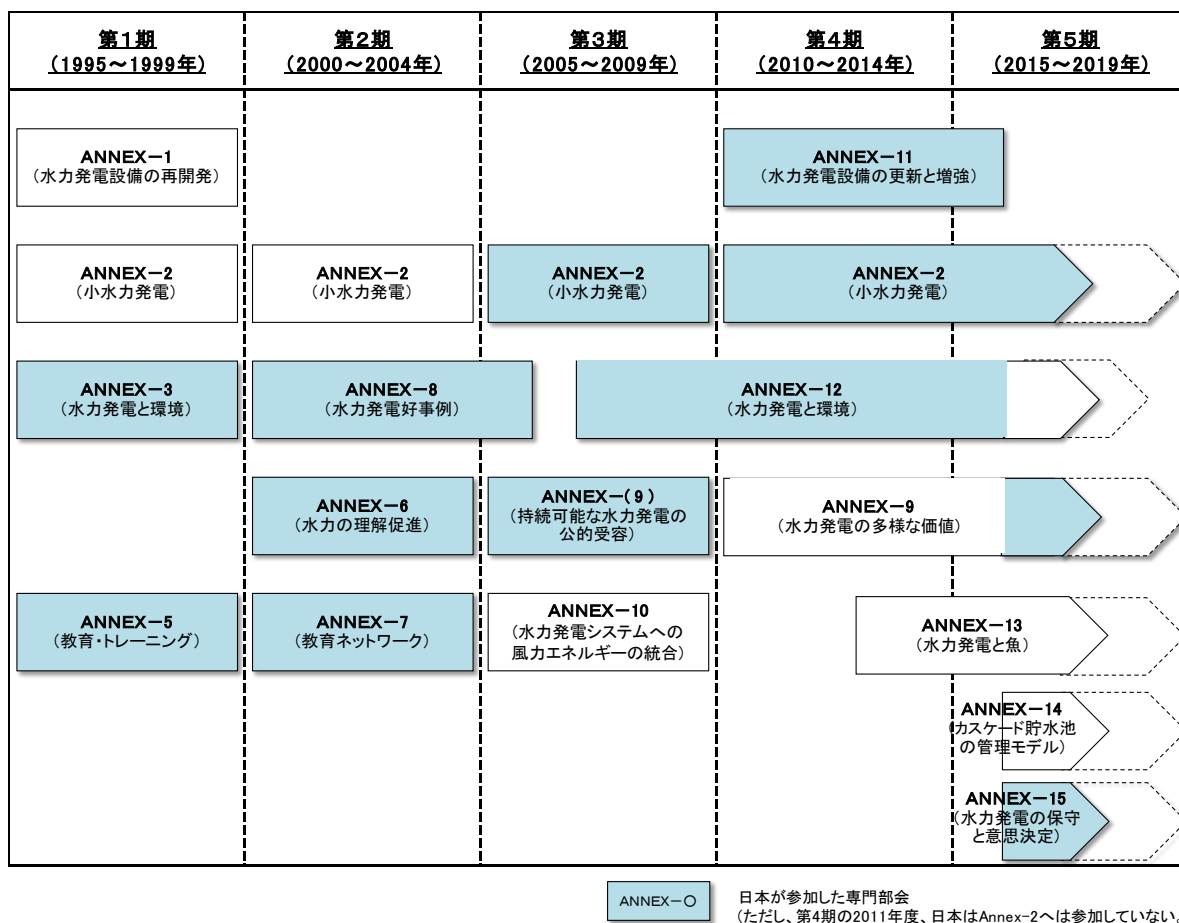 第1期
(1995～1999年)
第2期
(2000～2004年)
第3期
(2005～2009年)
第4期
(2010～2014年)
第5期
(2015～2019年)
ANNEX－1
(水力発電設備の再開発)
ANNEX－11
(水力発電設備の更新と増強)
ANNEX－2
(小水力発電)
ANNEX－2
(小水力発電)
ANNEX－2
(小水力発電)
ANNEX－2
(小水力発電)
ANNEX－3
(水力発電と環境)
ANNEX－8
(水力発電好事例)
ANNEX－12
(水力発電と環境)
ANNEX－6
(水力の理解促進)
ANNEX－(9)
(持続可能な水力発電の
公的受容)
ANNEX－9
(水力発電の多様な価値)
ANNEX－5
(教育・トレーニング)
ANNEX－7
(教育ネットワーク)
ANNEX－10
(水力発電システムへの
風力エネルギーの統合)
ANNEX－13
(水力発電と魚)
ANNEX－14
(カスケード貯水池
の管理モデル)
ANNEX－15
(水力発電の保守
と意思決定)
ANNEX－○
日本が参加した専門部会
(ただし、第4期の2011年度、日本はAnnex-2へは参加していない。